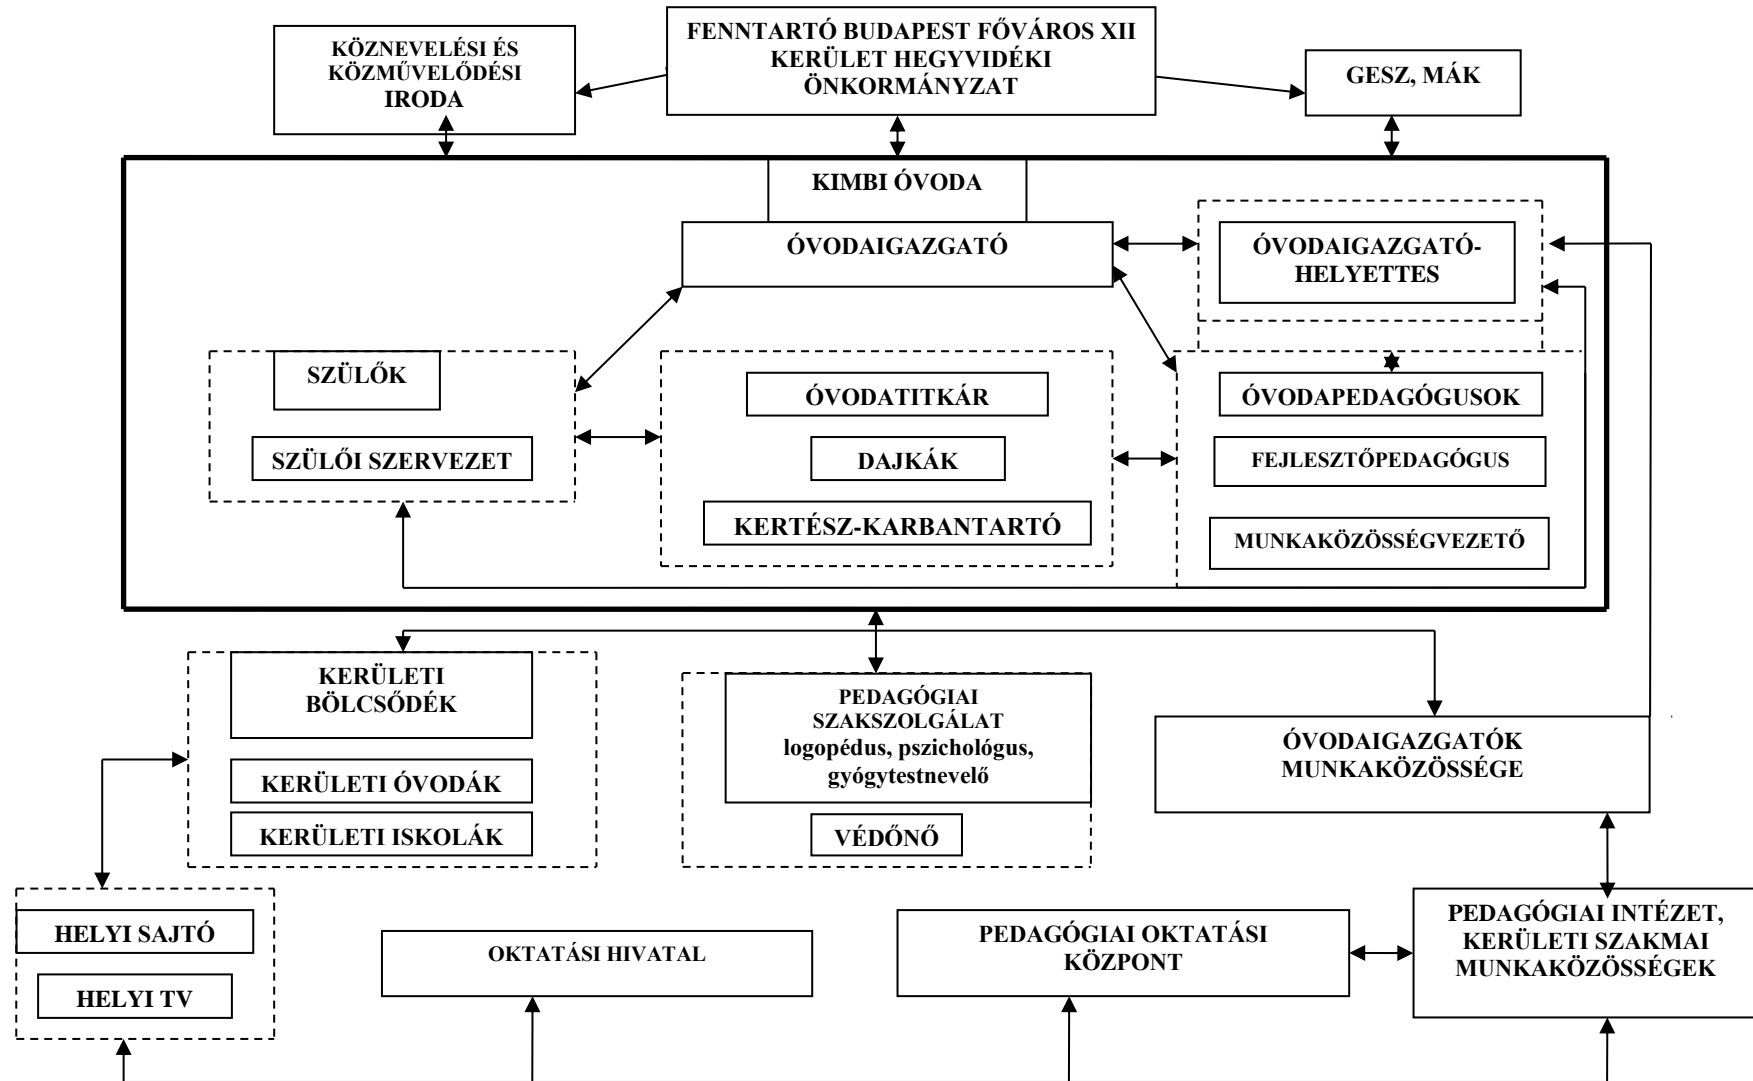 KÖZNEVELÉSI ÉS
KÖZMŰVELŐDÉSI
IRODA
FENNTARTÓ BUDAPEST FŐVÁROS XII
KERÜLET HEGYVIDÉKI
ÖNKORMÁNYZAT
GESZ, MÁK
KIMBI ÓVODA
ÓVODAIGAZGATÓ
ÓVODAIGAZGATÓ-
HELYETTES
SZÜLŐK
SZÜLŐI SZERVEZET
ÓVODATITKÁR
DAJKÁK
KERTÉSZ-KARBANTARTÓ
ÓVODAPEDAGÓGUSOK
FEJLESZTŐPEDAGÓGUS
MUNKAKÖZÖSSÉGVEZETŐ
KERÜLETI
BÖLCSŐDÉK
KERÜLETI ÓVODÁK
KERÜLETI ISKOLÁK
PEDAGÓGIAI
SZAKSZOLGÁLAT
logopédus, pszichológus,
gyógytestnevelő
VÉDŐNŐ
ÓVODAIGAZGATÓK
MUNKAKÖZÖSSÉGE
HELYI SAJTÓ
HELYI TV
OKTATÁSI HIVATAL
PEDAGÓGIAI OKTATÁSI
KÖZPONT
PEDAGÓGIAI INTÉZET,
KERÜLETI SZAKMAI
MUNKAKÖZÖSSÉGEK